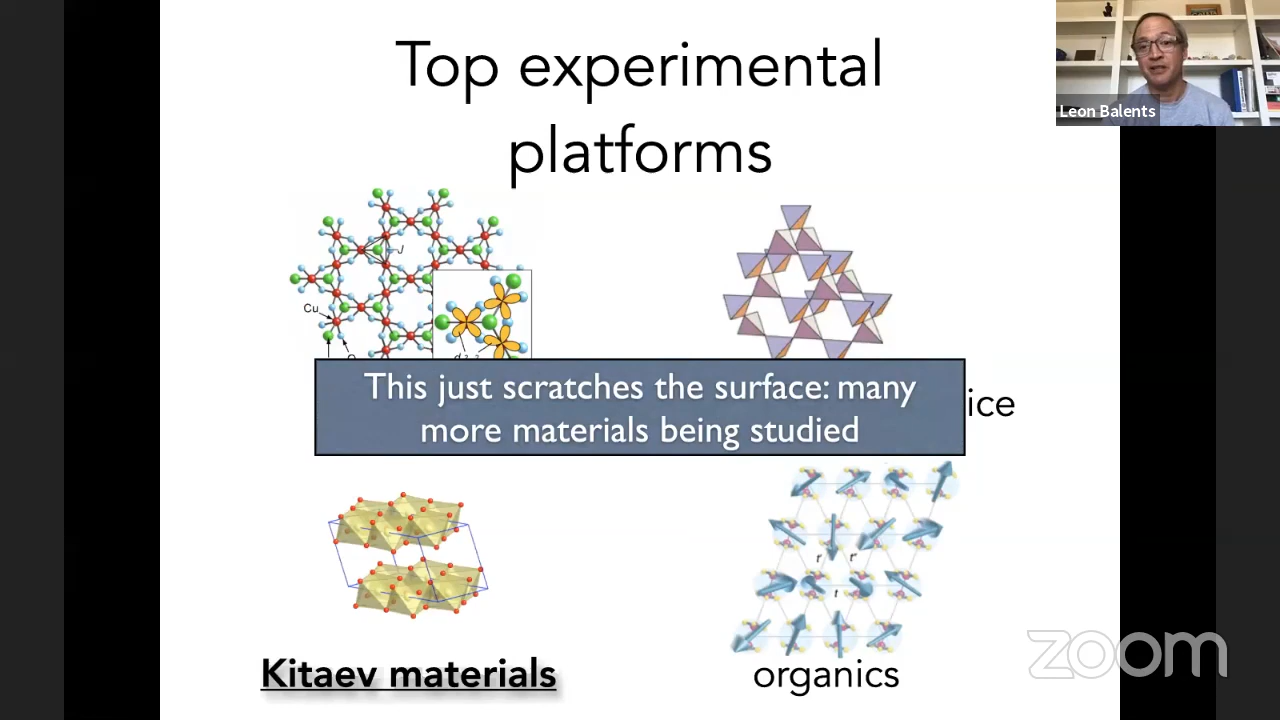 Top experimental
platforms
Leon Balents
J
Cu
This just scratches the surface: many
more materials being studied
ice
t' t"
t
zoom
Kitaev materials
organics